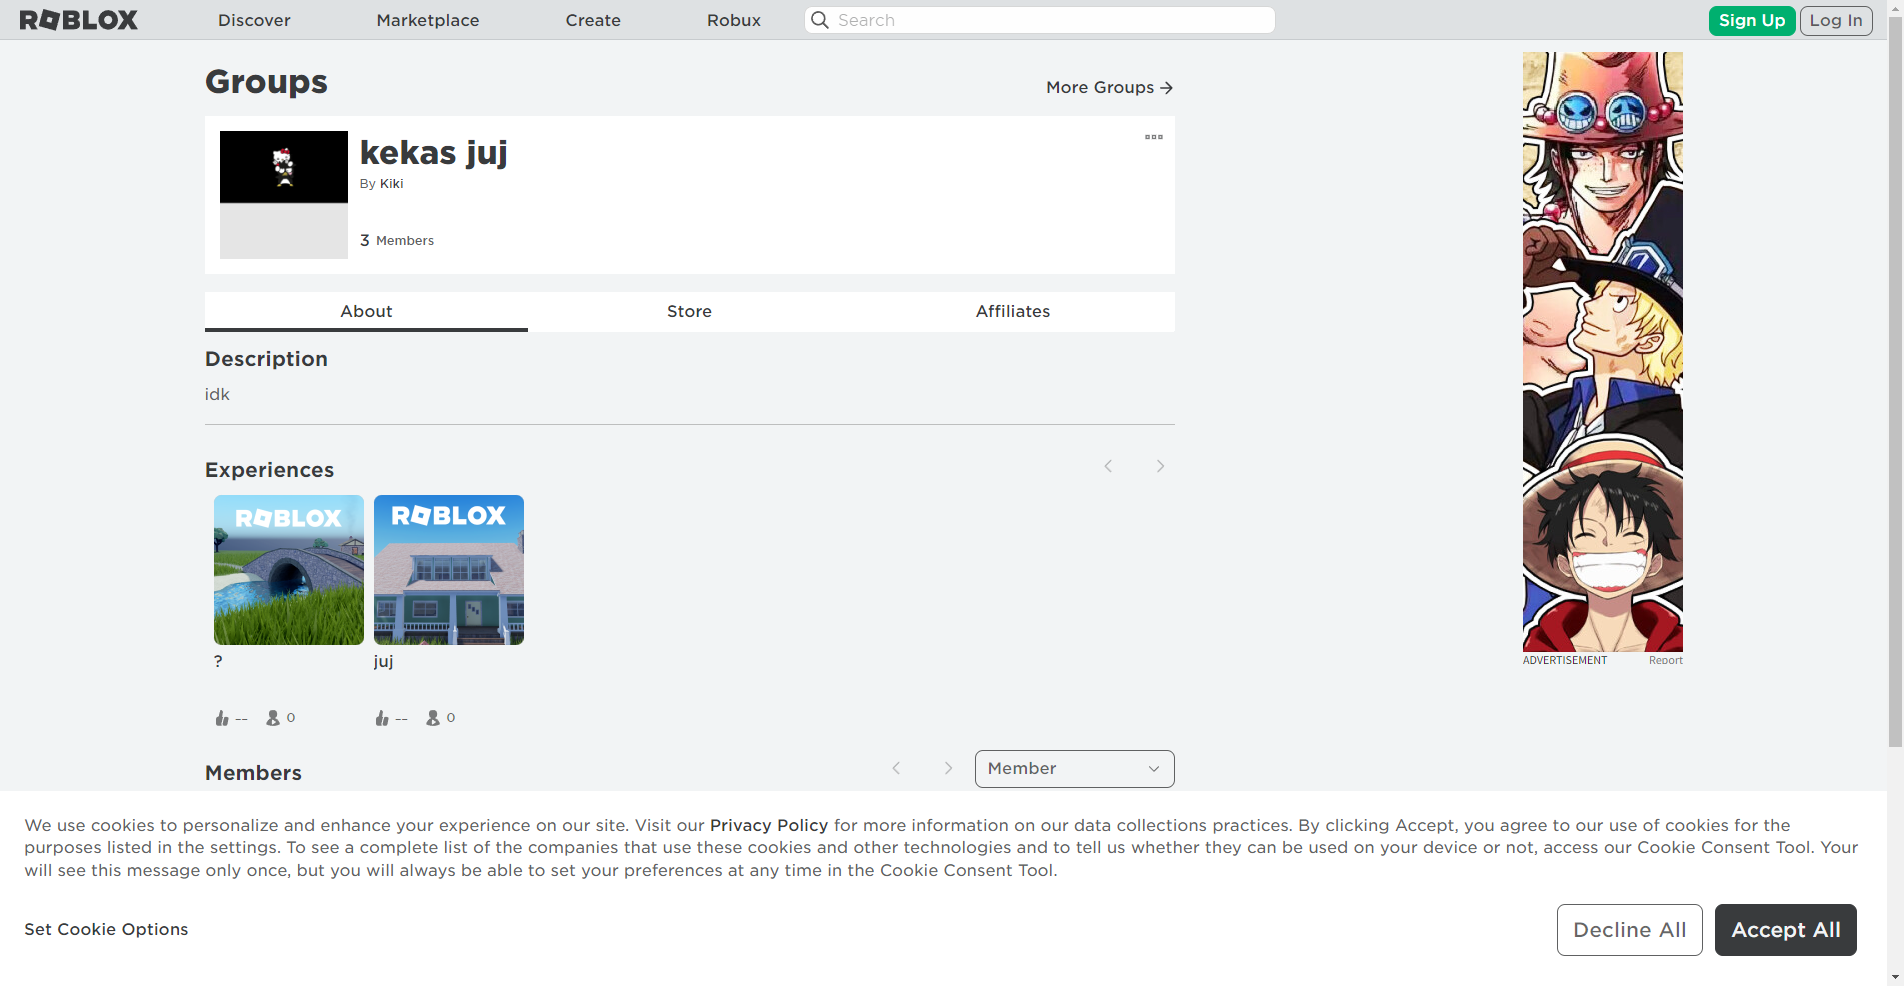 ROBLOX
Discover
Marketplace
Create
Robux
Search
Sign Up
Log In
Groups
More Groups
kekas juj
By Kiki
3 Members
About
Store
Affiliates
Description
idk
Experiences
ROBLOX
ROBLOX
?
juj
-- 0
-- 0
Members
Member
ADVERTISEMENT
Report
We use cookies to personalize and enhance your experience on our site. Visit our Privacy Policy for more information on our data collections practices. By clicking Accept, you agree to our use of cookies for the
purposes listed in the settings. To see a complete list of the companies that use these cookies and other technologies and to tell us whether they can be used on your device or not, access our Cookie Consent Tool. Your
will see this message only once, but you will always be able to set your preferences at any time in the Cookie Consent Tool.
Set Cookie Options
Decline All
Accept All